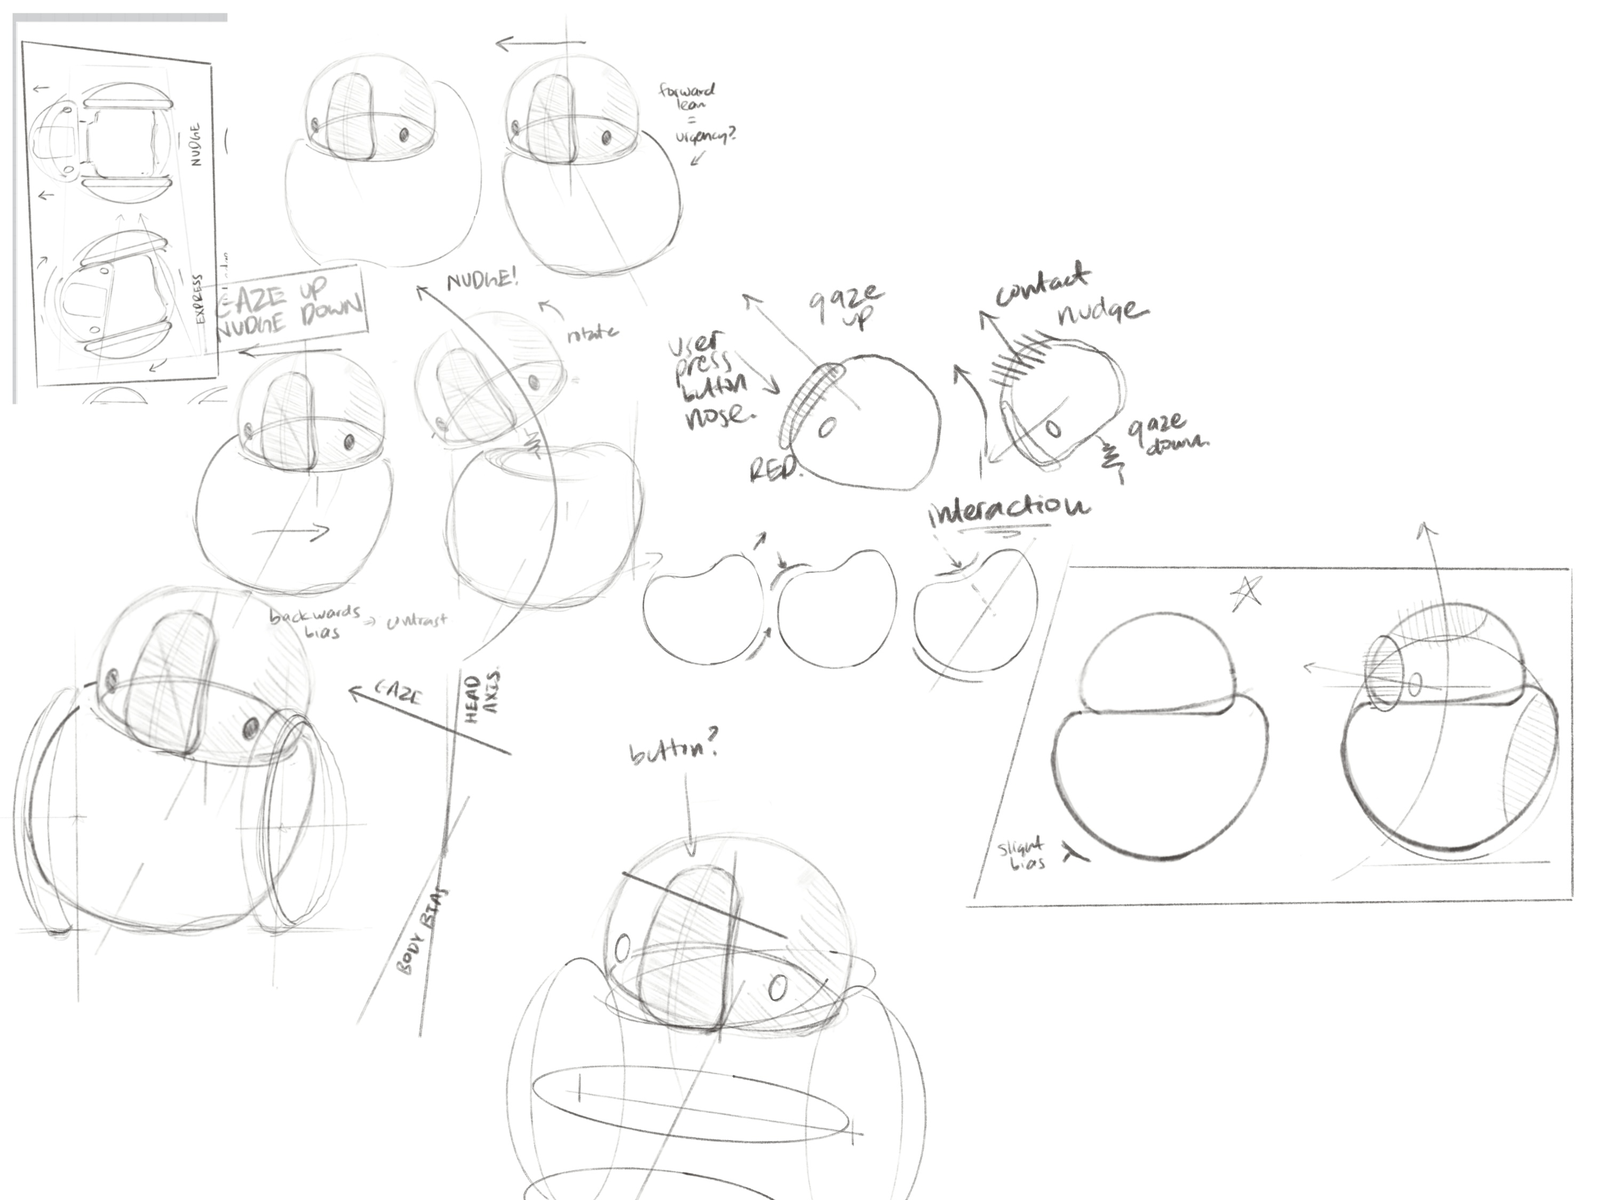 NUDGE
EXPRESS
forward
lean
=
urgency?
GAZE UP
NUDGE DOWN
NUDGE!
rotate
gaze
up
user
press
button
nose.
RED.
contact
nudge
gaze
down.
interaction
backwards
bias
GAZE
HEAD
AXIS.
BODY BIAS
button?
slight
bias